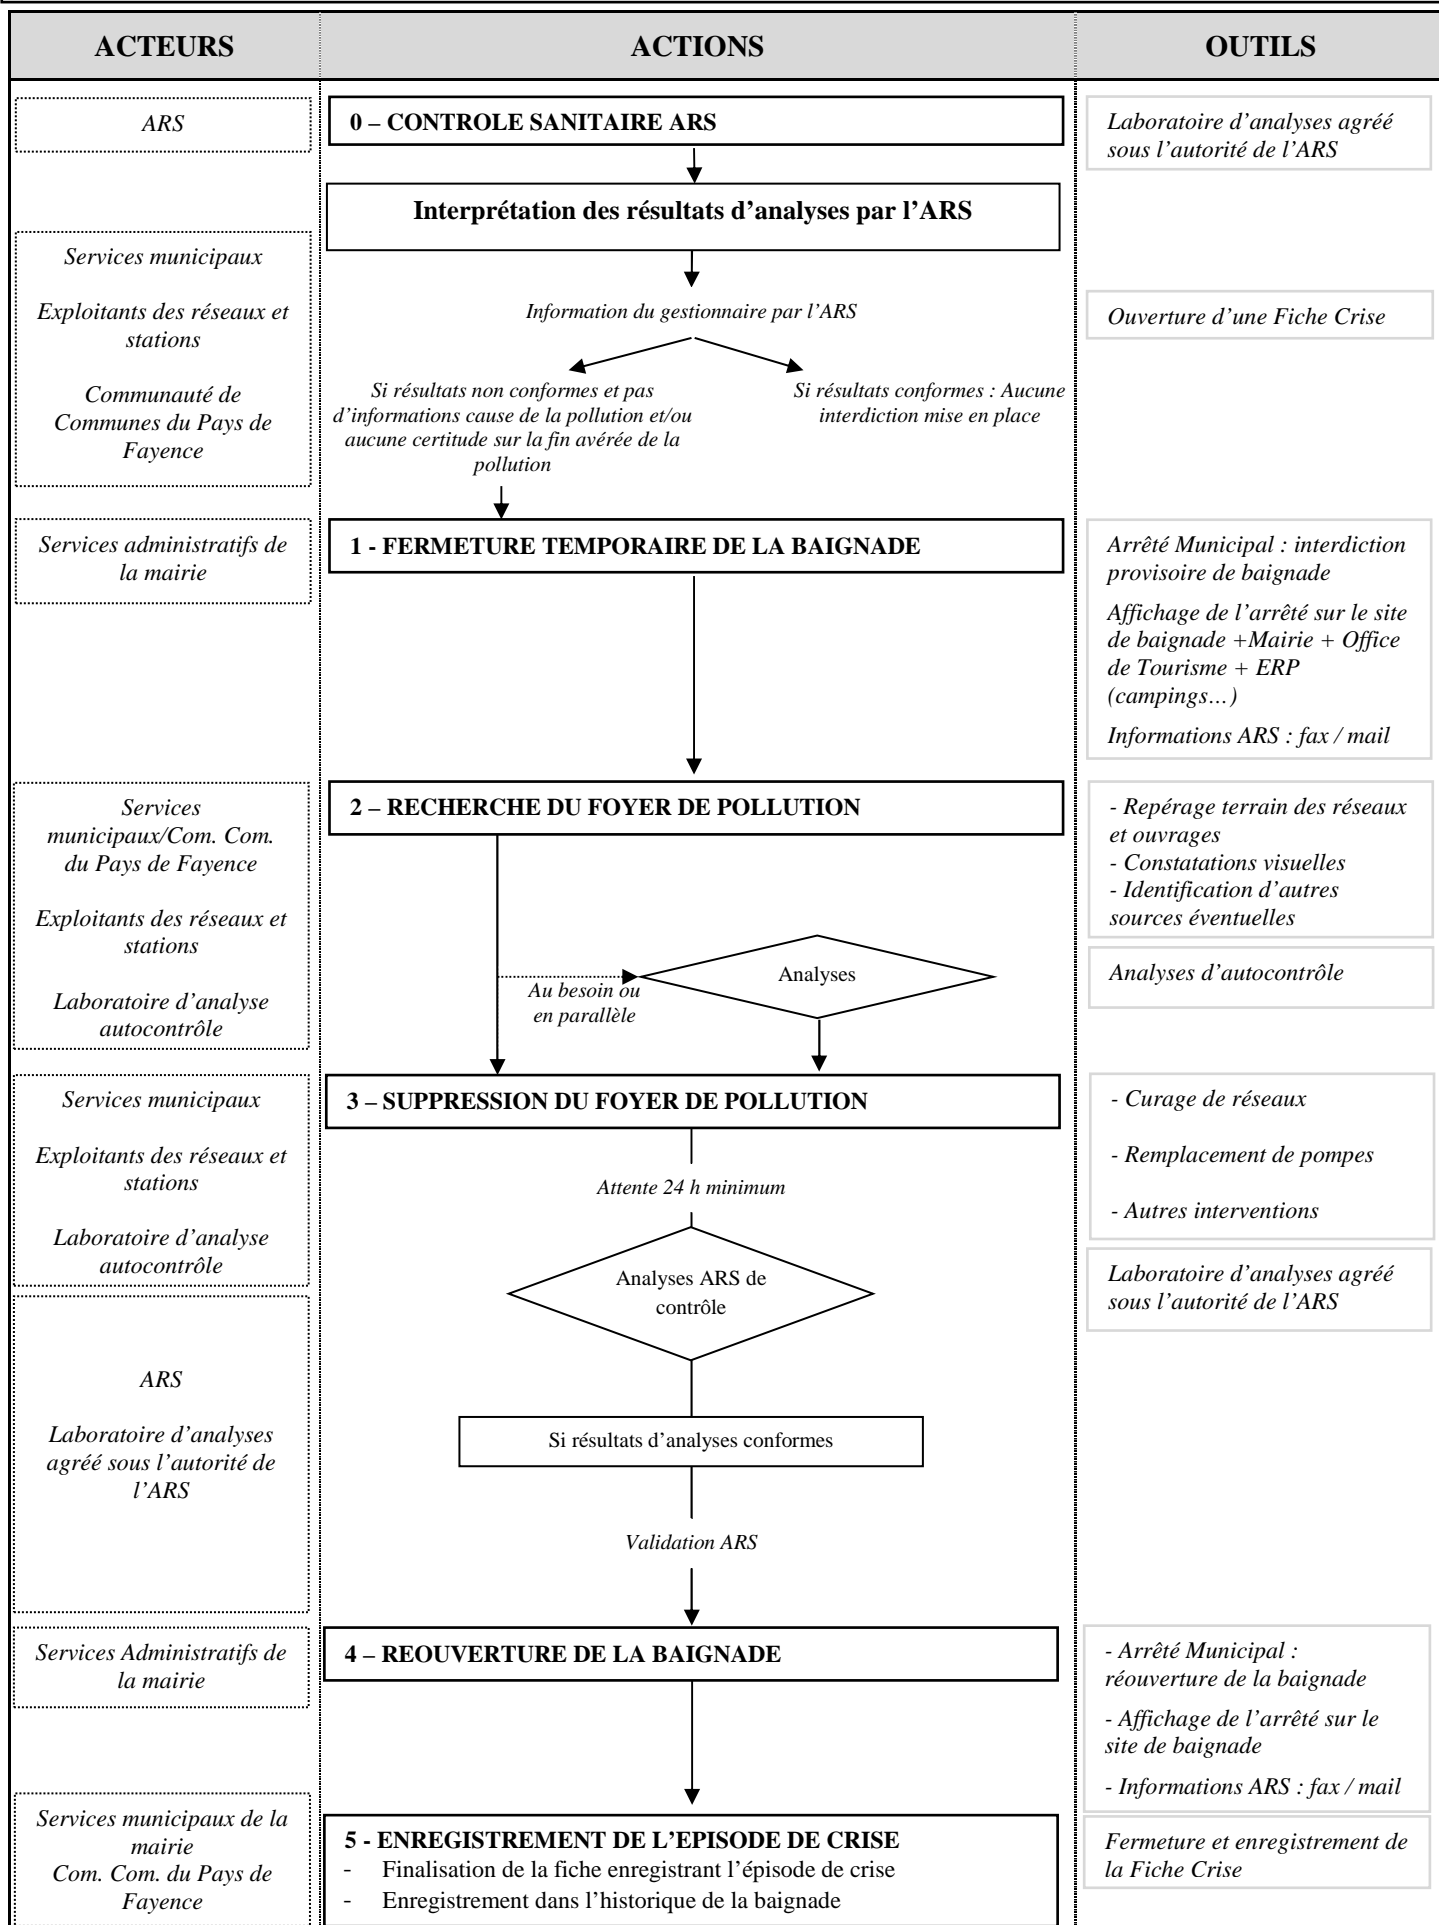 ACTEURS
ACTIONS
OUTILS
ARS
0 – CONTROLE SANITAIRE ARS
Laboratoire d’analyses agréé
sous l’autorité de l’ARS
Interprétation des résultats d’analyses par l’ARS
Services municipaux
Exploitants des réseaux et
stations
Communauté de
Communes du Pays de
Fayence
Information du gestionnaire par l’ARS
Ouverture d’une Fiche Crise
Si résultats non conformes et pas
d’informations cause de la pollution et/ou
aucune certitude sur la fin avérée de la
pollution
Si résultats conformes : Aucune
interdiction mise en place
Services administratifs de
la mairie
1 - FERMETURE TEMPORAIRE DE LA BAIGNADE
Arrêté Municipal : interdiction
provisoire de baignade
Affichage de l’arrêté sur le site
de baignade +Mairie + Office
de Tourisme + ERP
(campings…)
Informations ARS : fax / mail
Services
municipaux/Com. Com.
du Pays de Fayence
Exploitants des réseaux et
stations
Laboratoire d’analyse
autocontrôle
2 – RECHERCHE DU FOYER DE POLLUTION
Au besoin ou
en parallèle
Analyses
- Repérage terrain des réseaux
et ouvrages
- Constatations visuelles
- Identification d’autres
sources éventuelles
Analyses d’autocontrôle
Services municipaux
Exploitants des réseaux et
stations
Laboratoire d’analyse
autocontrôle
3 – SUPPRESSION DU FOYER DE POLLUTION
Attente 24 h minimum
Analyses ARS de
contrôle
- Curage de réseaux
- Remplacement de pompes
- Autres interventions
Laboratoire d’analyses agréé
sous l’autorité de l’ARS
ARS
Laboratoire d’analyses
agréé sous l’autorité de
l’ARS
Si résultats d’analyses conformes
Validation ARS
Services Administratifs de
la mairie
4 – REOUVERTURE DE LA BAIGNADE
- Arrêté Municipal :
réouverture de la baignade
- Affichage de l’arrêté sur le
site de baignade
- Informations ARS : fax / mail
Services municipaux de la
mairie
Com. Com. du Pays de
Fayence
5 - ENREGISTREMENT DE L’EPISODE DE CRISE
- Finalisation de la fiche enregistrant l’épisode de crise
- Enregistrement dans l’historique de la baignade
Fermeture et enregistrement de
la Fiche Crise